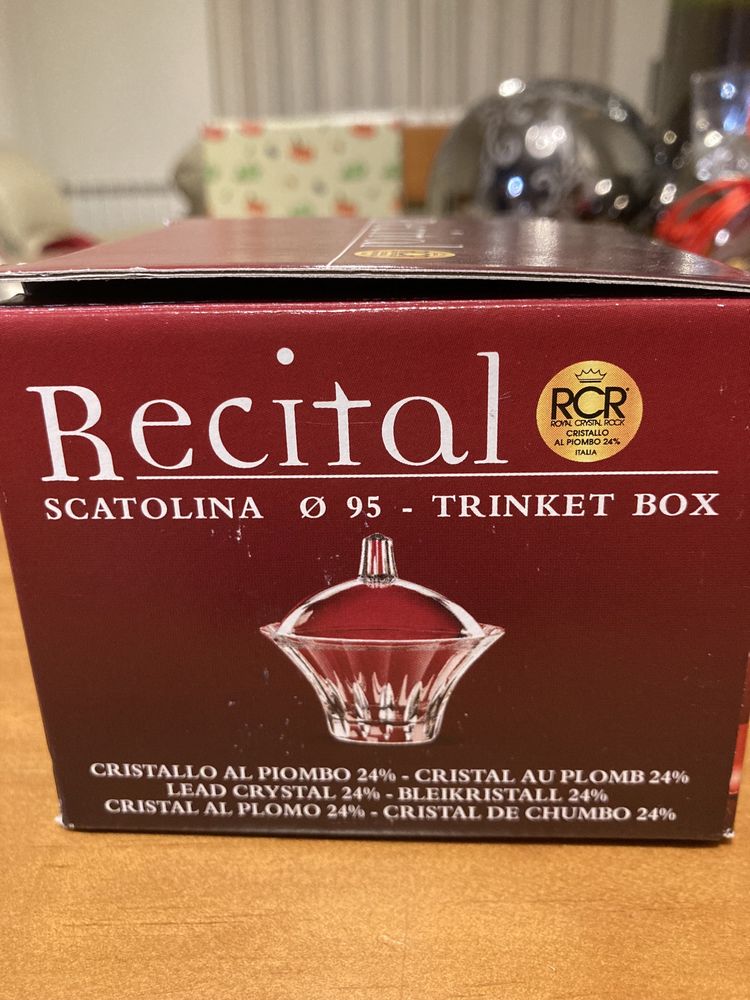 Recital
RCR
ROYAL CRYSTAL ROCK
CRISTALLO
AL PIOMBO 24%
ITALIA
SCATOLINA Ø 95 - TRINKET BOX
CRISTALLO AL PIOMBO 24% - CRISTAL AU PLOMB 24%
LEAD CRYSTAL 24% - BLEIKRISTALL 24%
CRISTAL AL PLOMO 24% - CRISTAL DE CHUMBO 24%